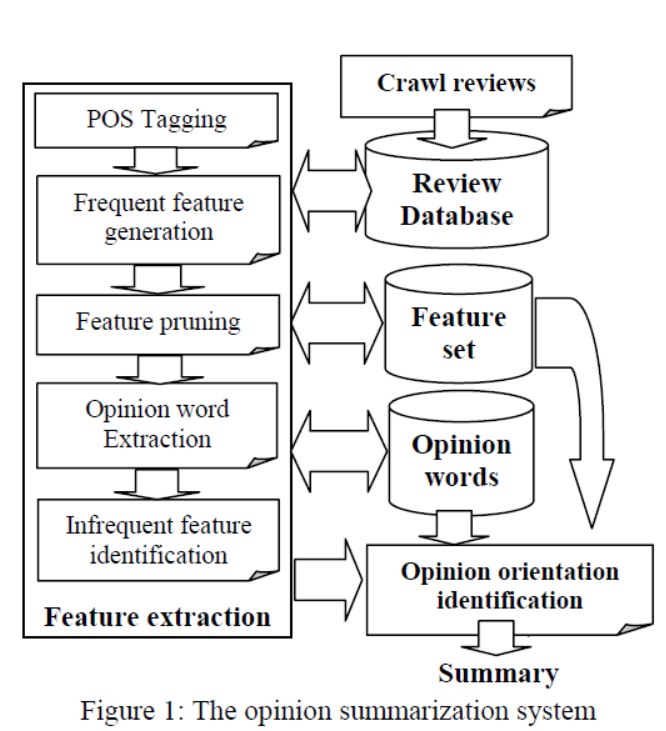 POS Tagging
Frequent feature
generation
Feature pruning
Opinion word
Extraction
Infrequent feature
identification
Feature extraction
Crawl reviews
Review
Database
Feature
set
Opinion
words
Opinion orientation
identification
Summary
Figure 1: The opinion summarization system